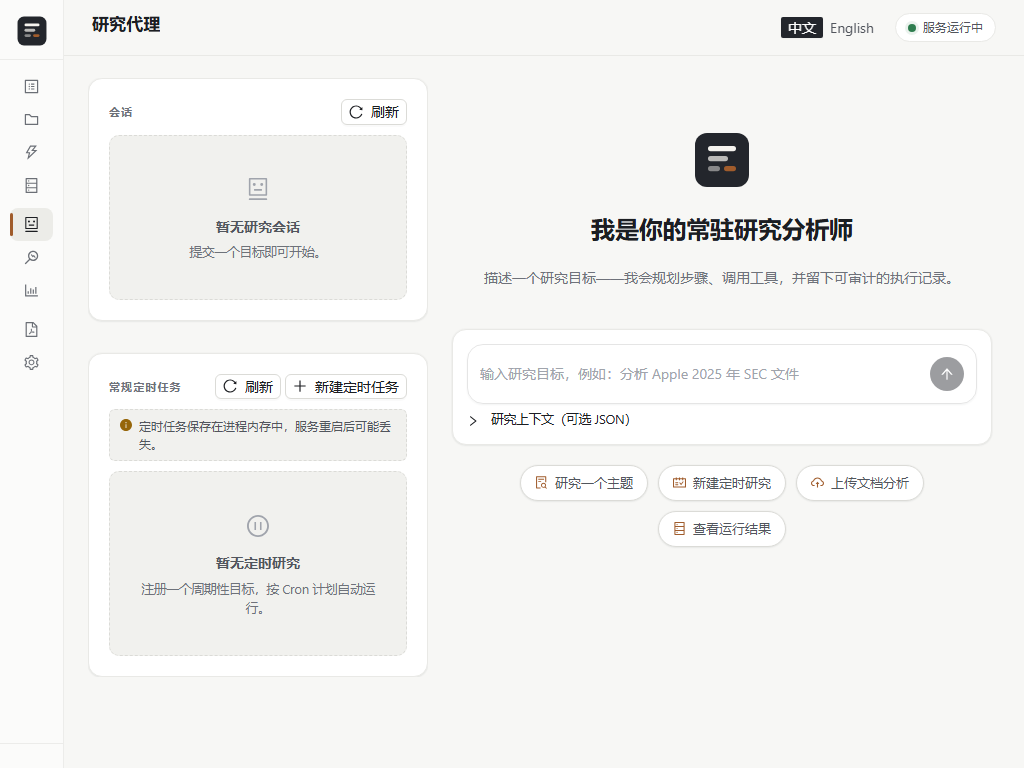 研究代理
中文 English 服务运行中
会话
刷新
暂无研究会话
提交一个目标即可开始。
常规定时任务
刷新
新建定时任务
定时任务保存在进程内存中，服务重启后可能丢
失。
暂无定时研究
注册一个周期性目标，按 Cron 计划自动运
行。
我是你的常驻研究分析师
描述一个研究目标——我会规划步骤、调用工具，并留下可审计的执行记录。
输入研究目标，例如：分析 Apple 2025 年 SEC 文件
研究上下文（可选 JSON）
研究一个主题
新建定时研究
上传文档分析
查看运行结果